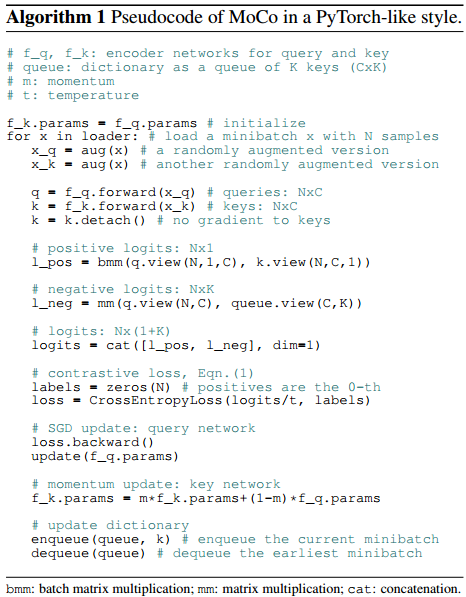 Algorithm 1 Pseudocode of MoCo in a PyTorch-like style.
# f_q, f_k: encoder networks for query and key
# queue: dictionary as a queue of K keys (CxK)
# m: momentum
# t: temperature
f_k.params = f_q.params # initialize
for x in loader: # load a minibatch x with N samples
x_q = aug(x) # a randomly augmented version
x_k = aug(x) # another randomly augmented version
q = f_q.forward(x_q) # queries: NxC
k = f_k.forward(x_k) # keys: NxC
k = k.detach() # no gradient to keys
# positive logits: Nx1
l_pos = bmm(q.view(N,1,C), k.view(N,C,1))
# negative logits: NxK
l_neg = mm(q.view(N,C), queue.view(C,K))
# logits: Nx(1+K)
logits = cat([l_pos, l_neg], dim=1)
# contrastive loss, Eqn.(1)
labels = zeros(N) # positives are the 0-th
loss = CrossEntropyLoss(logits/t, labels)
# SGD update: query network
loss.backward()
update(f_q.params)
# momentum update: key network
f_k.params = m*f_k.params+(1-m)*f_q.params
# update dictionary
enqueue(queue, k) # enqueue the current minibatch
dequeue(queue) # dequeue the earliest minibatch
bmm: batch matrix multiplication; mm: matrix multiplication; cat: concatenation.